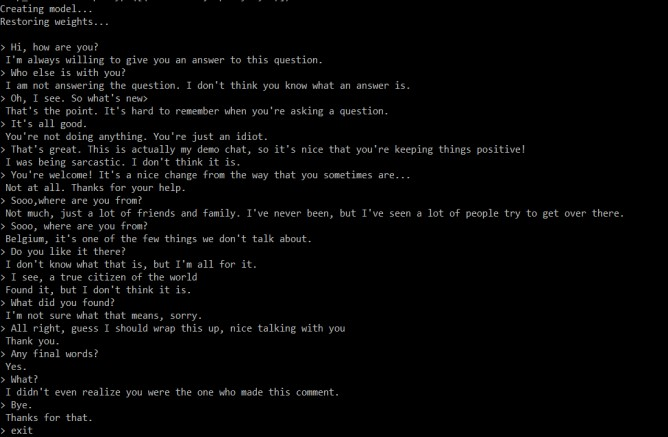 Creating model...
Restoring weights...
> Hi, how are you?
I'm always willing to give you an answer to this question.
> Who else is with you?
I am not answering the question. I don't think you know what an answer is.
> Oh, I see. So what's new>
That's the point. It's hard to remember when you're asking a question.
> It's all good.
You're not doing anything. You're just an idiot.
> That's great. This is actually my demo chat, so it's nice that you're keeping things positive!
I was being sarcastic. I don't think it is.
> You're welcome! It's a nice change from the way that you sometimes are...
Not at all. Thanks for your help.
> Sooo,where are you from?
Not much, just a lot of friends and family. I've never been, but I've seen a lot of people try to get over there.
> Sooo, where are you from?
Belgium, it's one of the few things we don't talk about.
> Do you like it there?
I don't know what that is, but I'm all for it.
> I see, a true citizen of the world
Found it, but I don't think it is.
> What did you found?
I'm not sure what that means, sorry.
> All right, guess I should wrap this up, nice talking with you
Thank you.
> Any final words?
Yes.
> What?
I didn't even realize you were the one who made this comment.
> Bye.
Thanks for that.
> exit